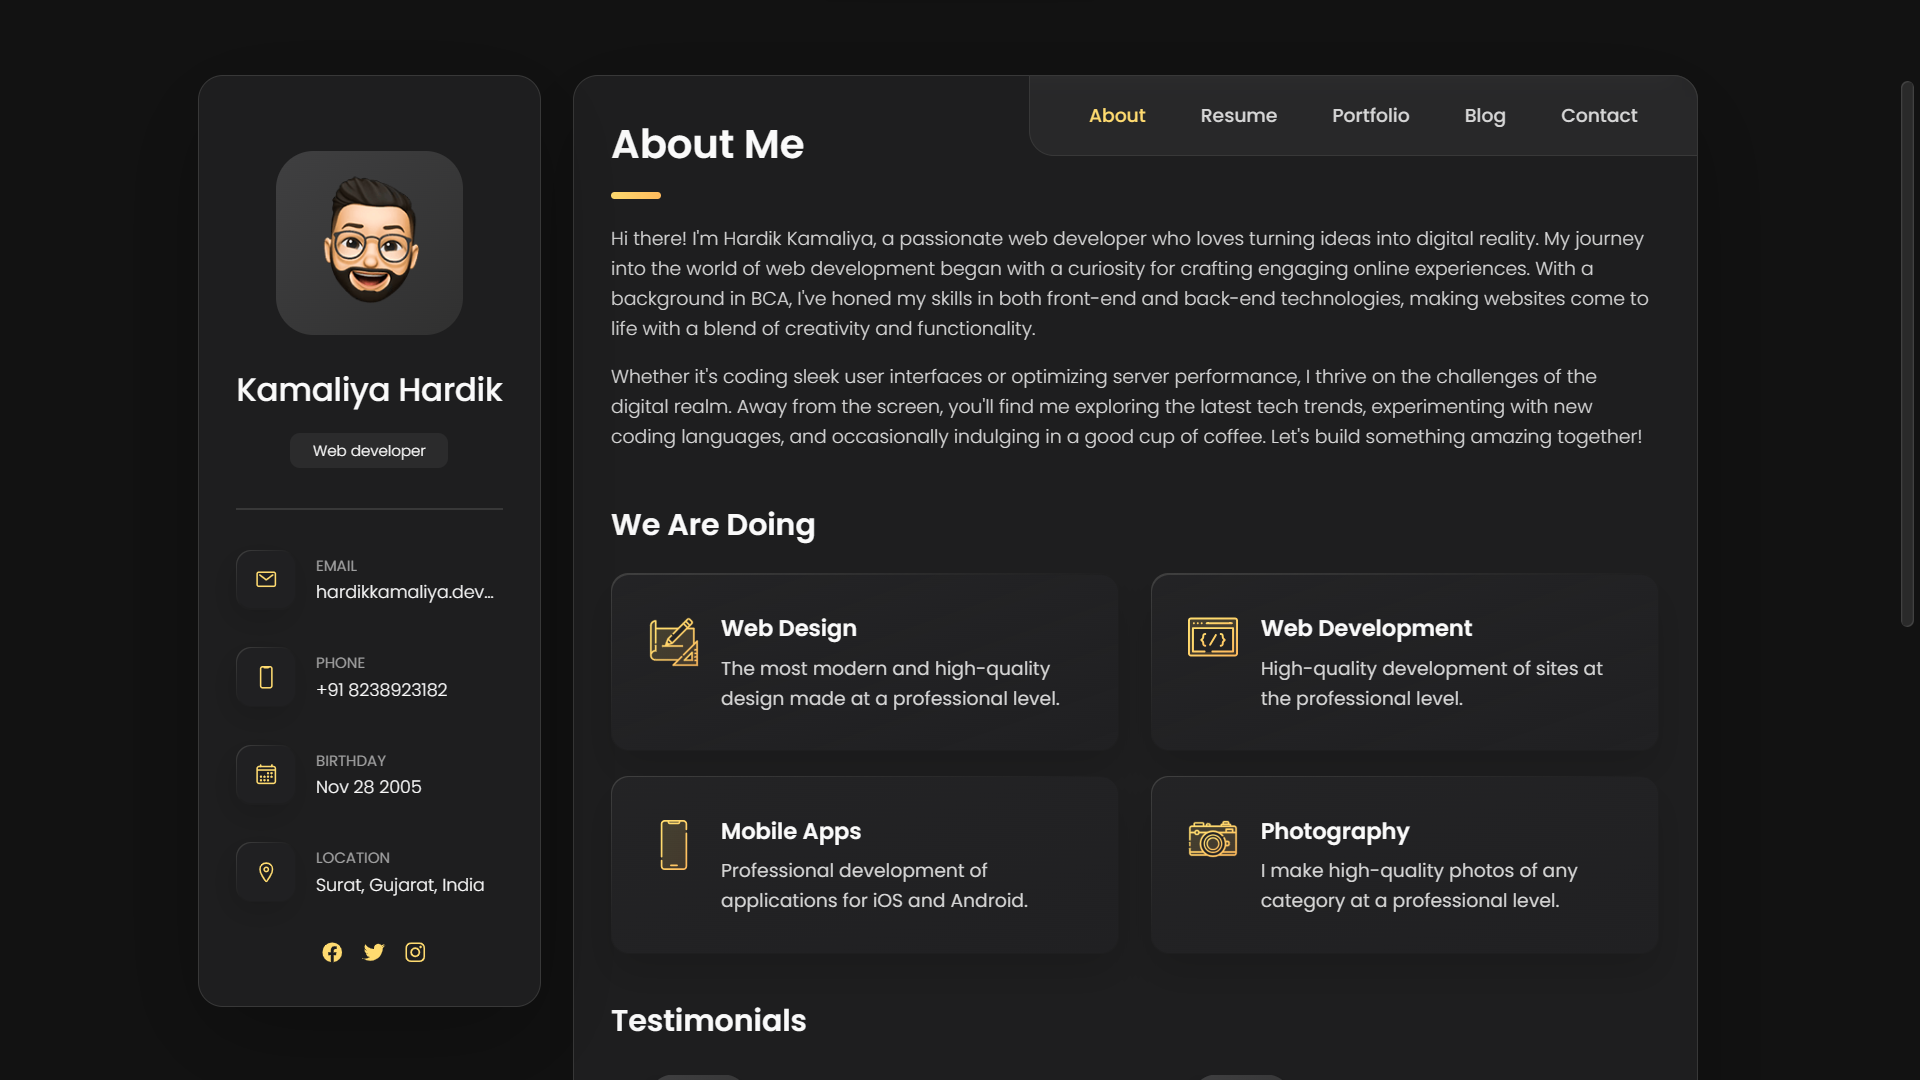 Kamaliya Hardik
Web developer
EMAIL
hardikkamaliya.dev...
PHONE
+91 8238923182
BIRTHDAY
Nov 28 2005
LOCATION
Surat, Gujarat, India
About
Resume
Portfolio
Blog
Contact
About Me
Hi there! I'm Hardik Kamaliya, a passionate web developer who loves turning ideas into digital reality. My journey
into the world of web development began with a curiosity for crafting engaging online experiences. With a
background in BCA, I've honed my skills in both front-end and back-end technologies, making websites come to
life with a blend of creativity and functionality.
Whether it's coding sleek user interfaces or optimizing server performance, I thrive on the challenges of the
digital realm. Away from the screen, you'll find me exploring the latest tech trends, experimenting with new
coding languages, and occasionally indulging in a good cup of coffee. Let's build something amazing together!
We Are Doing
Web Design
The most modern and high-quality
design made at a professional level.
Web Development
High-quality development of sites at
the professional level.
Mobile Apps
Professional development of
applications for iOS and Android.
Photography
I make high-quality photos of any
category at a professional level.
Testimonials